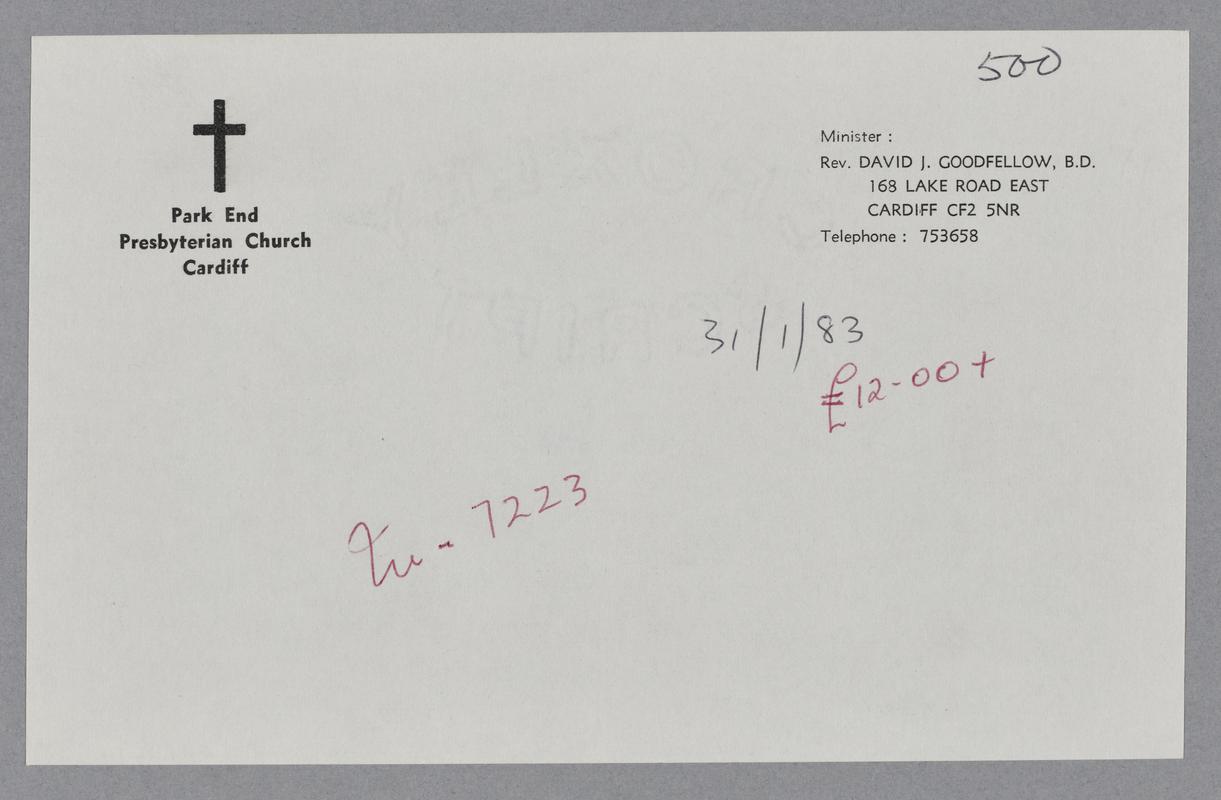 500
Park End
Presbyterian Church
Cardiff
Minister :
Rev. DAVID J. GOODFELLOW, B.D.
168 LAKE ROAD EAST
CARDIFF CF2 5NR
Telephone : 753658
31/1/83
£12-00+
- 7223